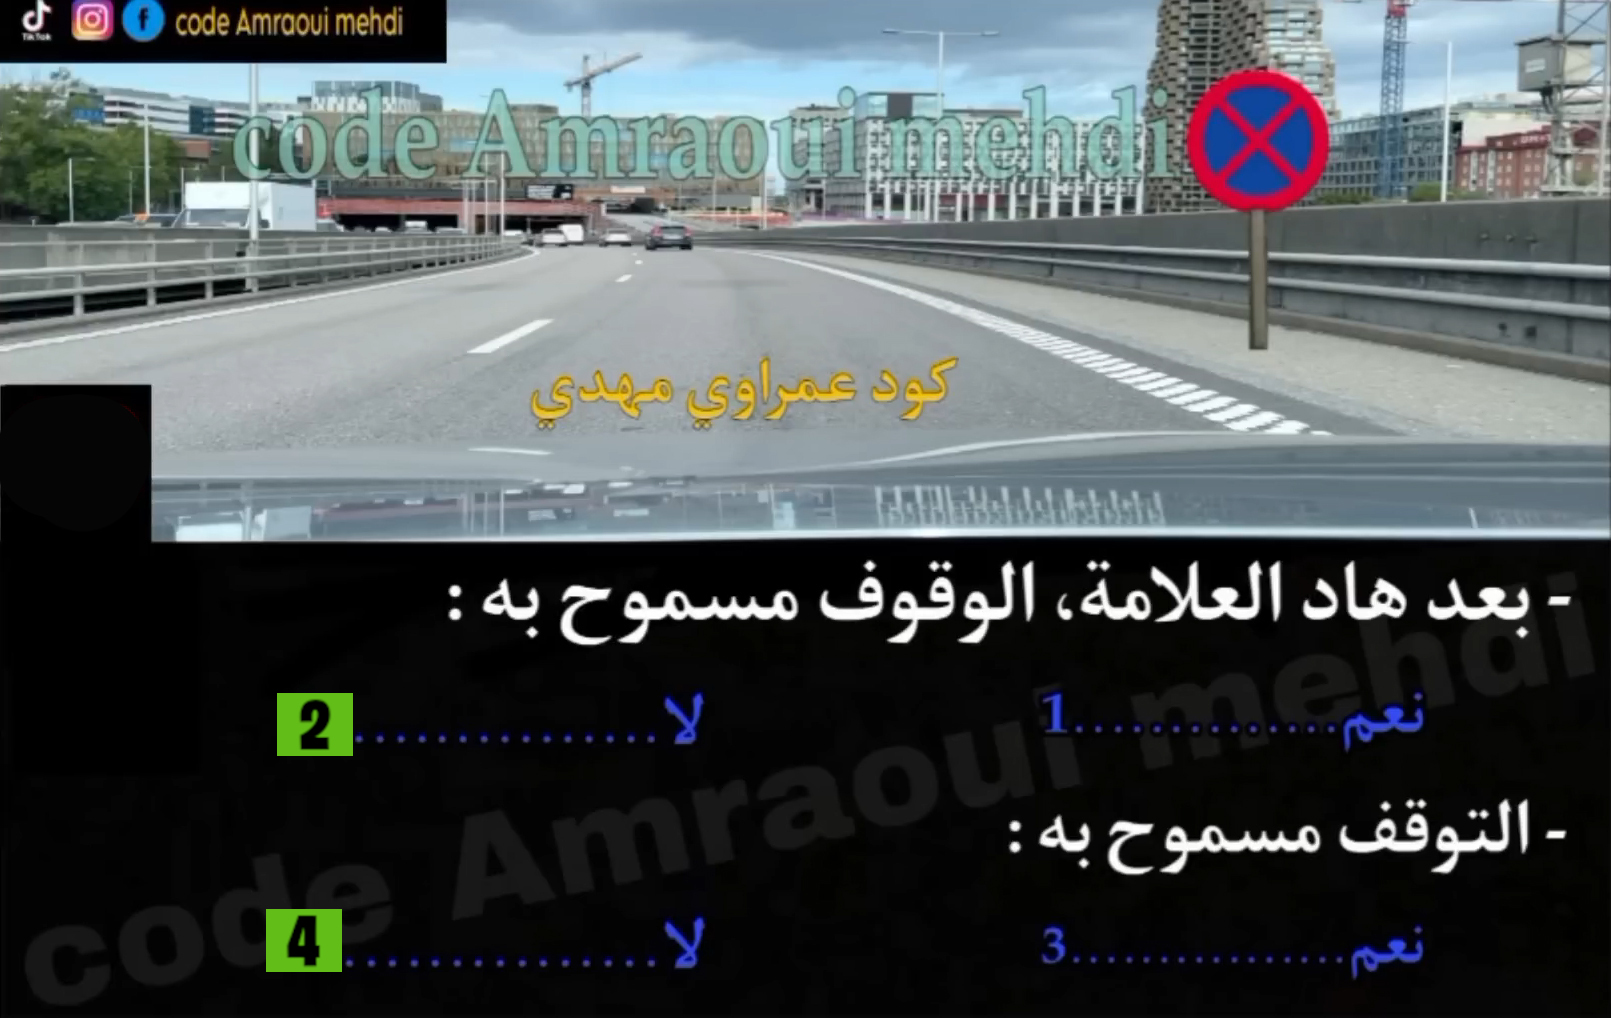 TikTok
code Amraoui mehdi
code Amraoui mehdi
كود عمراوي مهدي
- بعد هاد العلامة، الوقوف مسموح به :
نعم..............1 لا................2
- التوقف مسموح به :
نعم................3 لا................4
code Amraoui mehdi